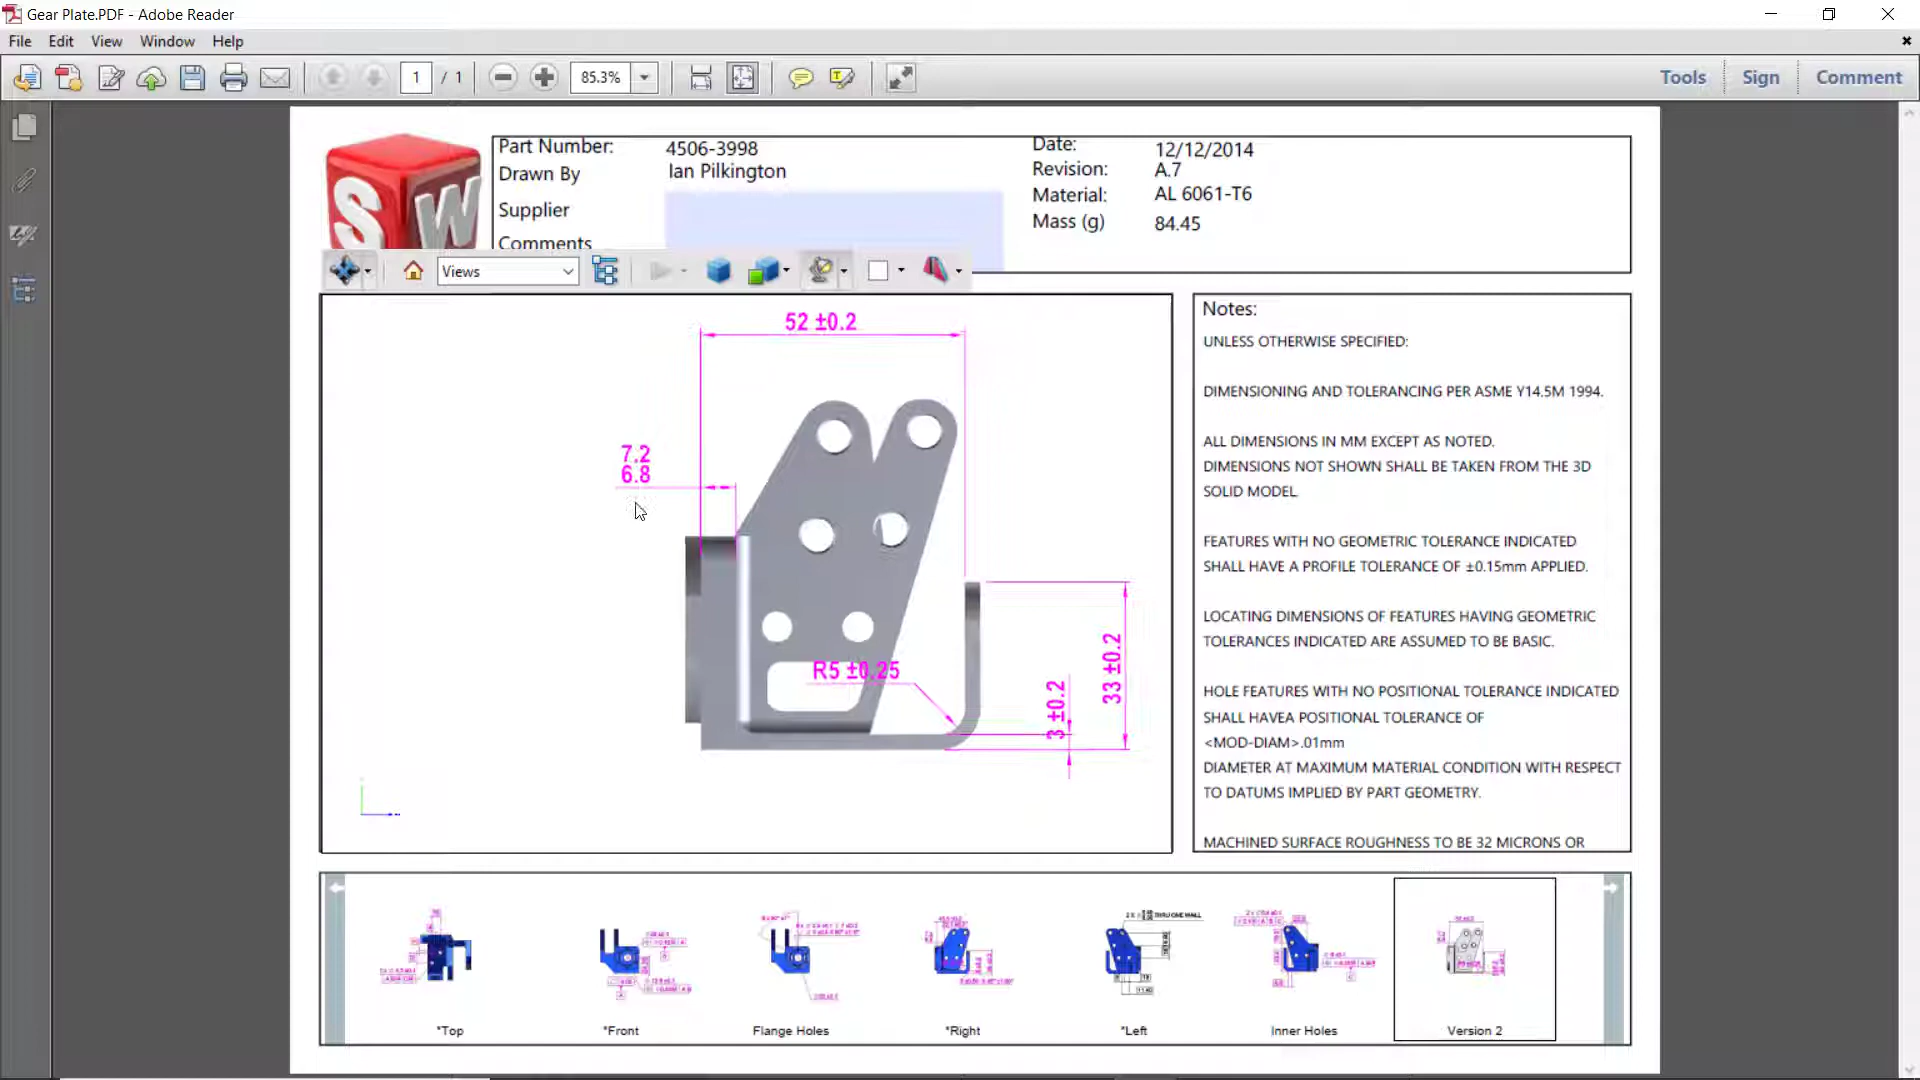 Gear Plate.PDF - Adobe Reader
File Edit View Window Help
1 / 1 85.3% Tools Sign Comment
SW
Part Number: 4506-3998
Drawn By Ian Pilkington
Supplier
Comments
Date: 12/12/2014
Revision: A.7
Material: AL 6061-T6
Mass (g) 84.45
Views
52 ±0.2
7.2
6.8
R5 ±0.25
3 ±0.2
33 ±0.2
Notes:
UNLESS OTHERWISE SPECIFIED:
DIMENSIONING AND TOLERANCING PER ASME Y14.5M 1994.
ALL DIMENSIONS IN MM EXCEPT AS NOTED.
DIMENSIONS NOT SHOWN SHALL BE TAKEN FROM THE 3D
SOLID MODEL.
FEATURES WITH NO GEOMETRIC TOLERANCE INDICATED
SHALL HAVE A PROFILE TOLERANCE OF ±0.15mm APPLIED.
LOCATING DIMENSIONS OF FEATURES HAVING GEOMETRIC
TOLERANCES INDICATED ARE ASSUMED TO BE BASIC.
HOLE FEATURES WITH NO POSITIONAL TOLERANCE INDICATED
SHALL HAVEA POSITIONAL TOLERANCE OF
<MOD-DIAM>.01mm
DIAMETER AT MAXIMUM MATERIAL CONDITION WITH RESPECT
TO DATUMS IMPLIED BY PART GEOMETRY.
MACHINED SURFACE ROUGHNESS TO BE 32 MICRONS OR
THRU ONE WALL
*Top
*Front
Flange Holes
*Right
*Left
Inner Holes
Version 2